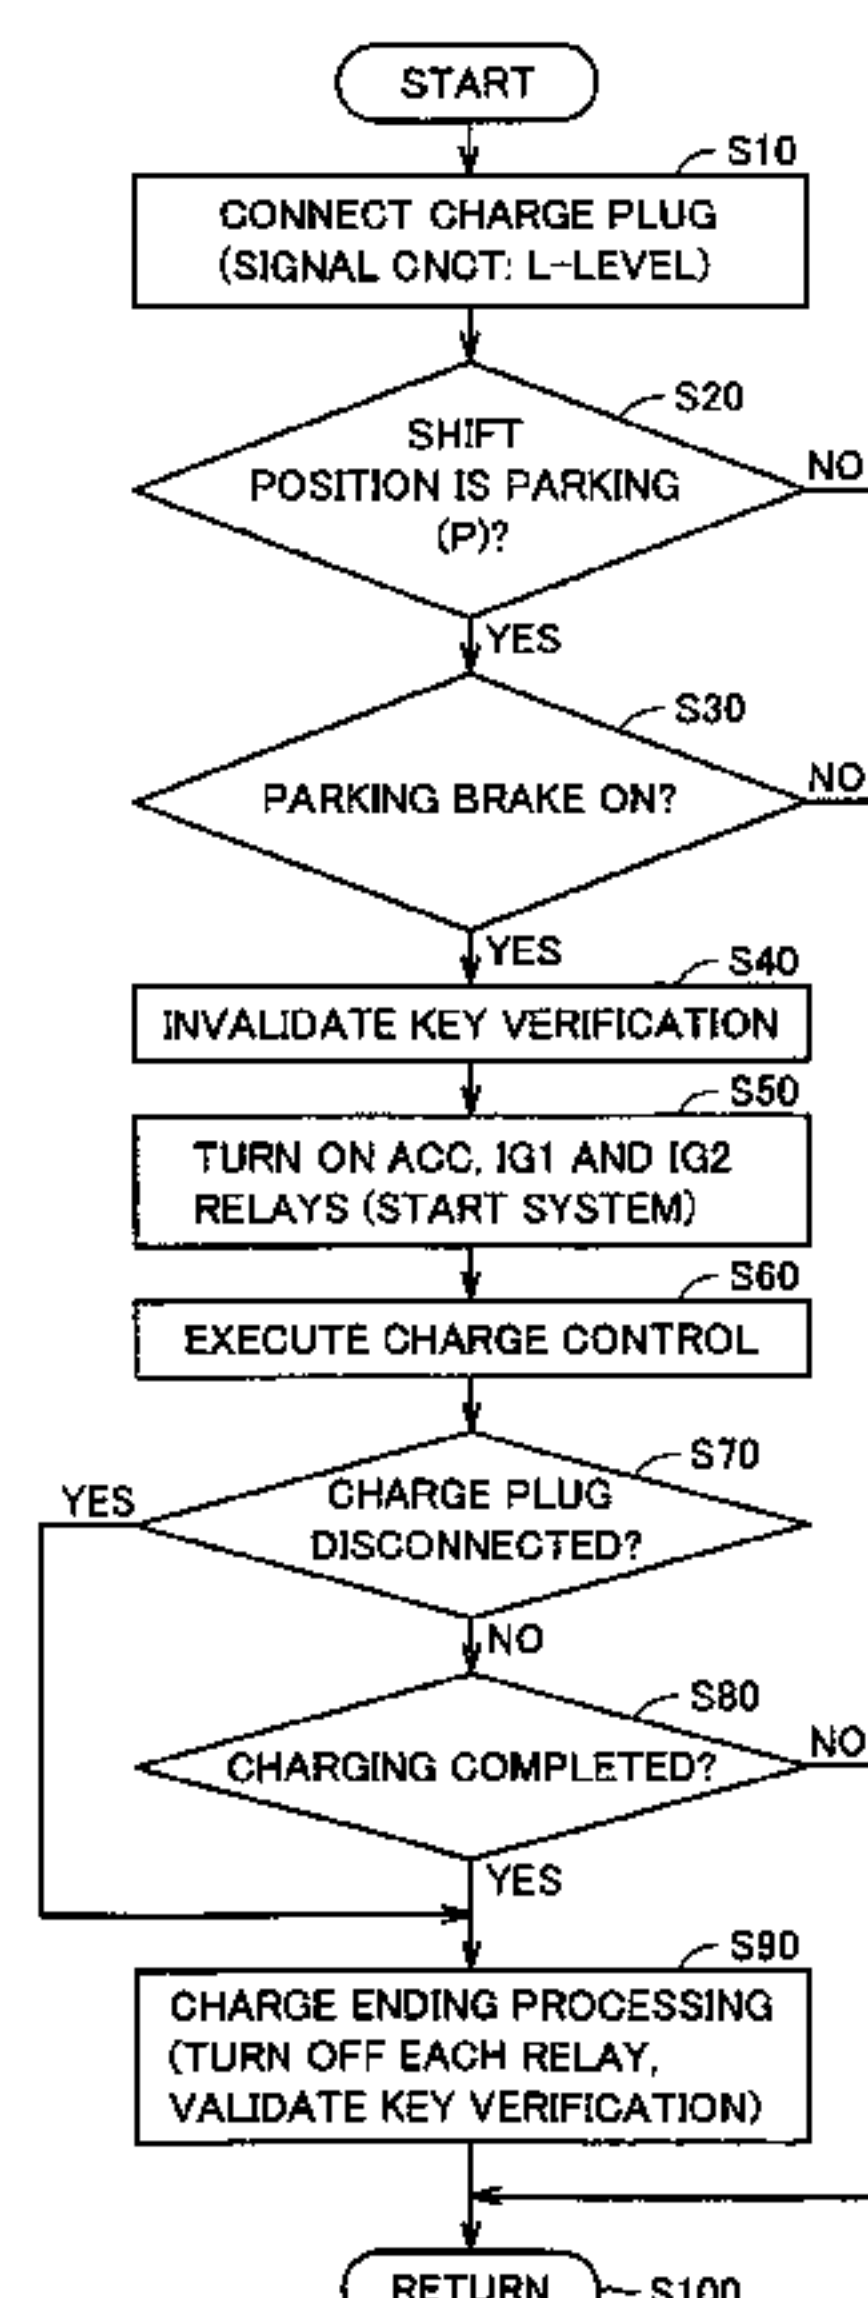 START
S10
CONNECT CHARGE PLUG
(SIGNAL CNCT: L-LEVEL)
S20
SHIFT
POSITION IS PARKING
(P)?
NO
YES
S30
PARKING BRAKE ON?
NO
YES
S40
INVALIDATE KEY VERIFICATION
S50
TURN ON ACC, IG1 AND IG2
RELAYS (START SYSTEM)
S60
EXECUTE CHARGE CONTROL
S70
YES
CHARGE PLUG
DISCONNECTED?
NO
S80
CHARGING COMPLETED?
NO
YES
S90
CHARGE ENDING PROCESSING
(TURN OFF EACH RELAY,
VALIDATE KEY VERIFICATION)
RETURN
S100